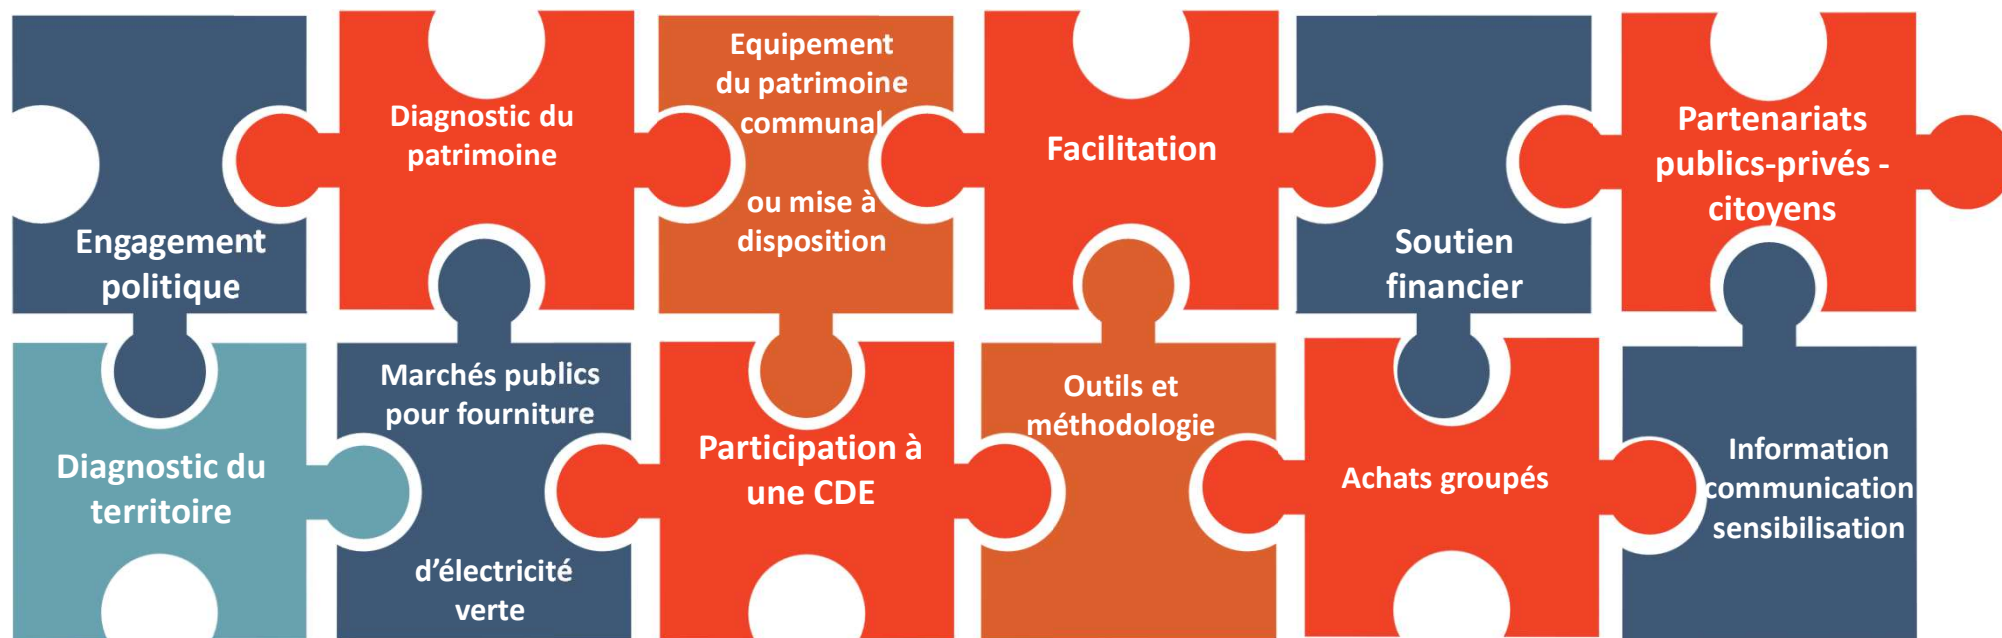 Engagement
politique
Diagnostic du
patrimoine
Equipement
du patrimoine
communal
ou mise à
disposition
Facilitation
Soutien
financier
Partenariats
publics-privés -
citoyens
Diagnostic du
territoire
Marchés publics
pour fourniture
d’électricité
verte
Participation à
une CDE
Outils et
méthodologie
Achats groupés
Information
communication
sensibilisation